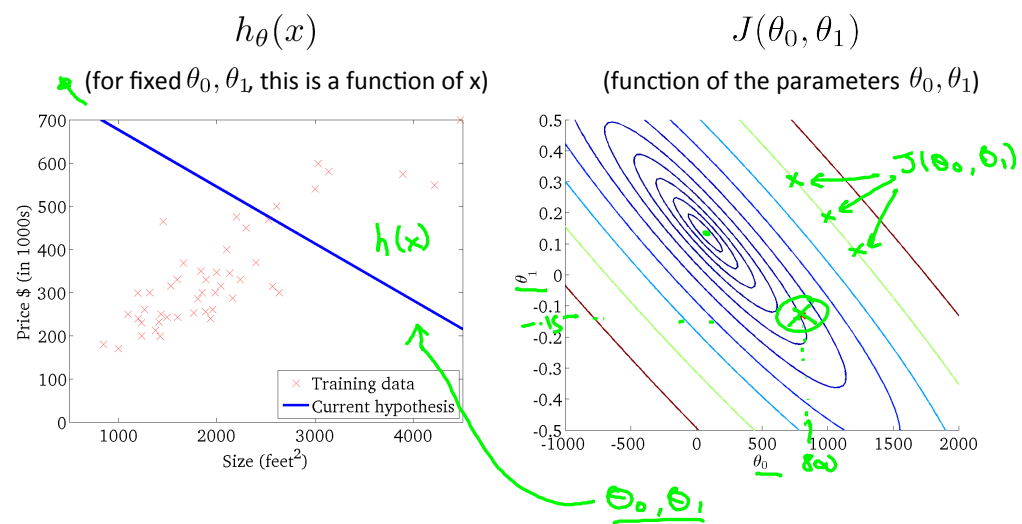 hθ(x)
(for fixed θ0, θ1, this is a function of x)
700
600
500
400
300
200
100
0
Price $ (in 1000s)
1000
2000
3000
4000
Size (feet²)
h(x)
Training data
Current hypothesis
θ0, θ1
J(θ0, θ1)
(function of the parameters θ0, θ1)
0.5
0.4
0.3
0.2
0.1
0
-0.1
-0.2
-0.3
-0.4
-0.5
θ1
-.15
-1000
-500
0
500
1000
1500
2000
θ0
800
J(θ0, θ1)